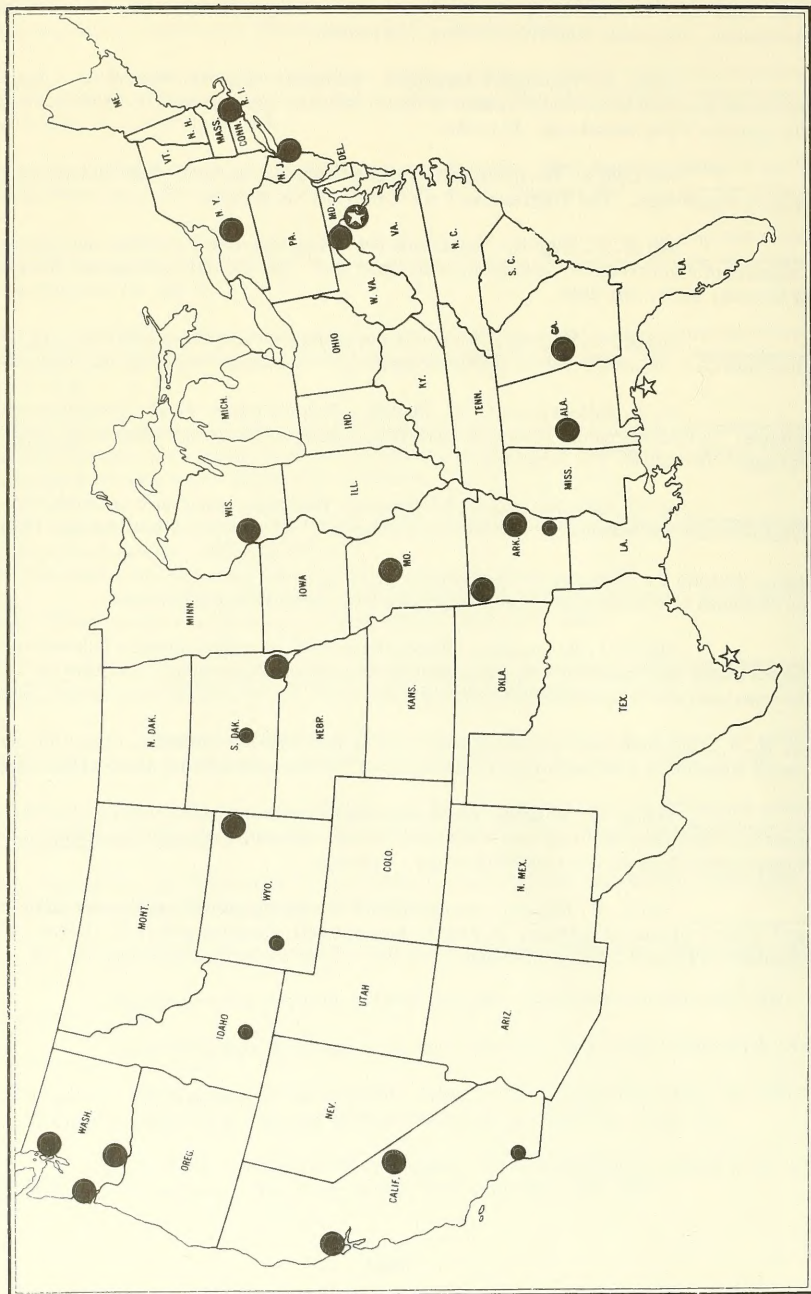 WASH.
OREG.
CALIF.
IDAHO
NEV.
MONT.
WYO.
UTAH
ARIZ.
COLO.
N. MEX.
N. DAK.
S. DAK.
NEBR.
KANS.
OKLA.
TEX.
MINN.
IOWA
MO.
ARK.
LA.
WIS.
ILL.
MICH.
IND.
OHIO
KY.
TENN.
MISS.
ALA.
GA.
FLA.
S. C.
N. C.
VA.
W. VA.
MD.
DEL.
PA.
N. J.
N. Y.
CONN.
R. I.
MASS.
VT.
N. H.
ME.